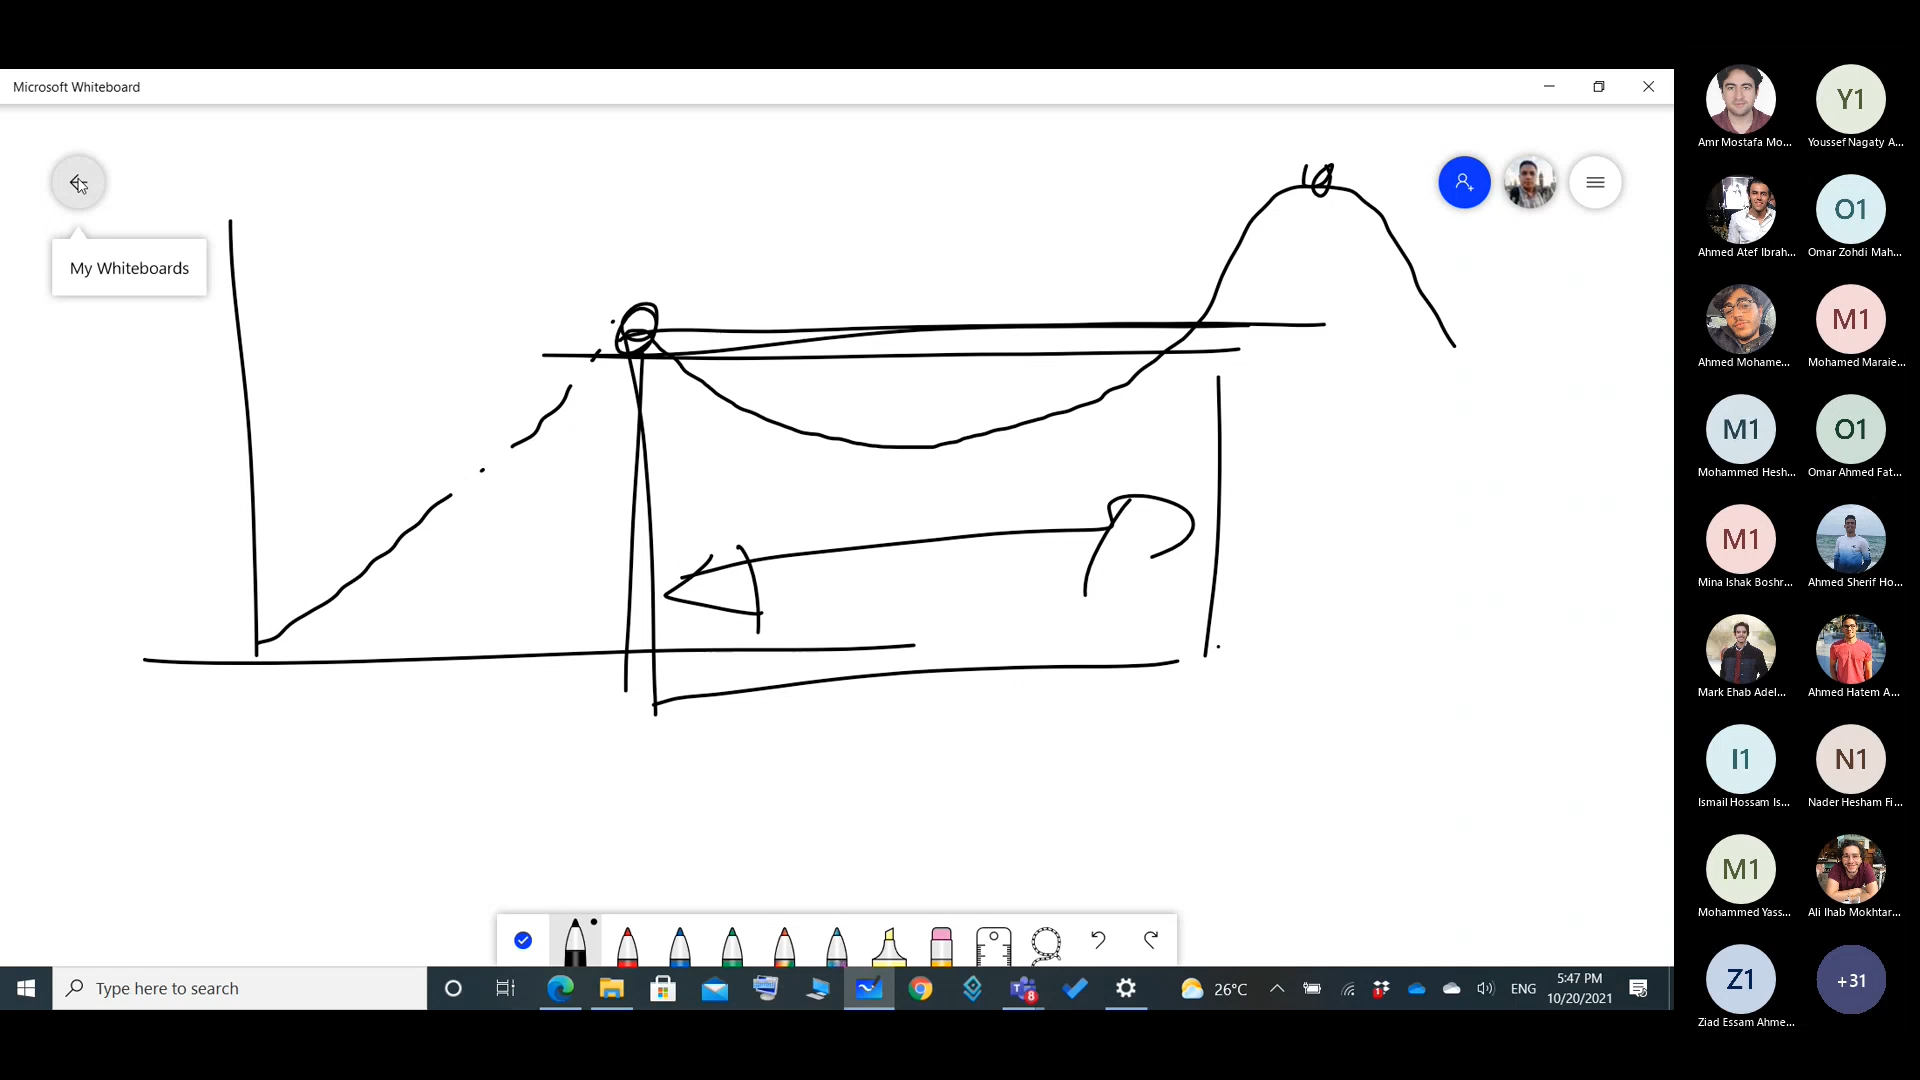 Microsoft Whiteboard
My Whiteboards
Amr Mostafa Mo...
Y1
Youssef Nagaty A...
Ahmed Atef Ibrah...
O1
Omar Zohdi Mah...
Ahmed Mohame...
M1
Mohamed Maraie...
M1
Mohammed Hesh...
O1
Omar Ahmed Fat...
M1
Mina Ishak Boshr...
Ahmed Sherif Ho...
Mark Ehab Adel...
Ahmed Hatem A...
I1
Ismail Hossam Is...
N1
Nader Hesham Fi...
M1
Mohammed Yass...
Ali Ihab Mokhtar...
Z1
Ziad Essam Ahme...
+31
Type here to search
8
26°C
1
ENG
5:47 PM
10/20/2021